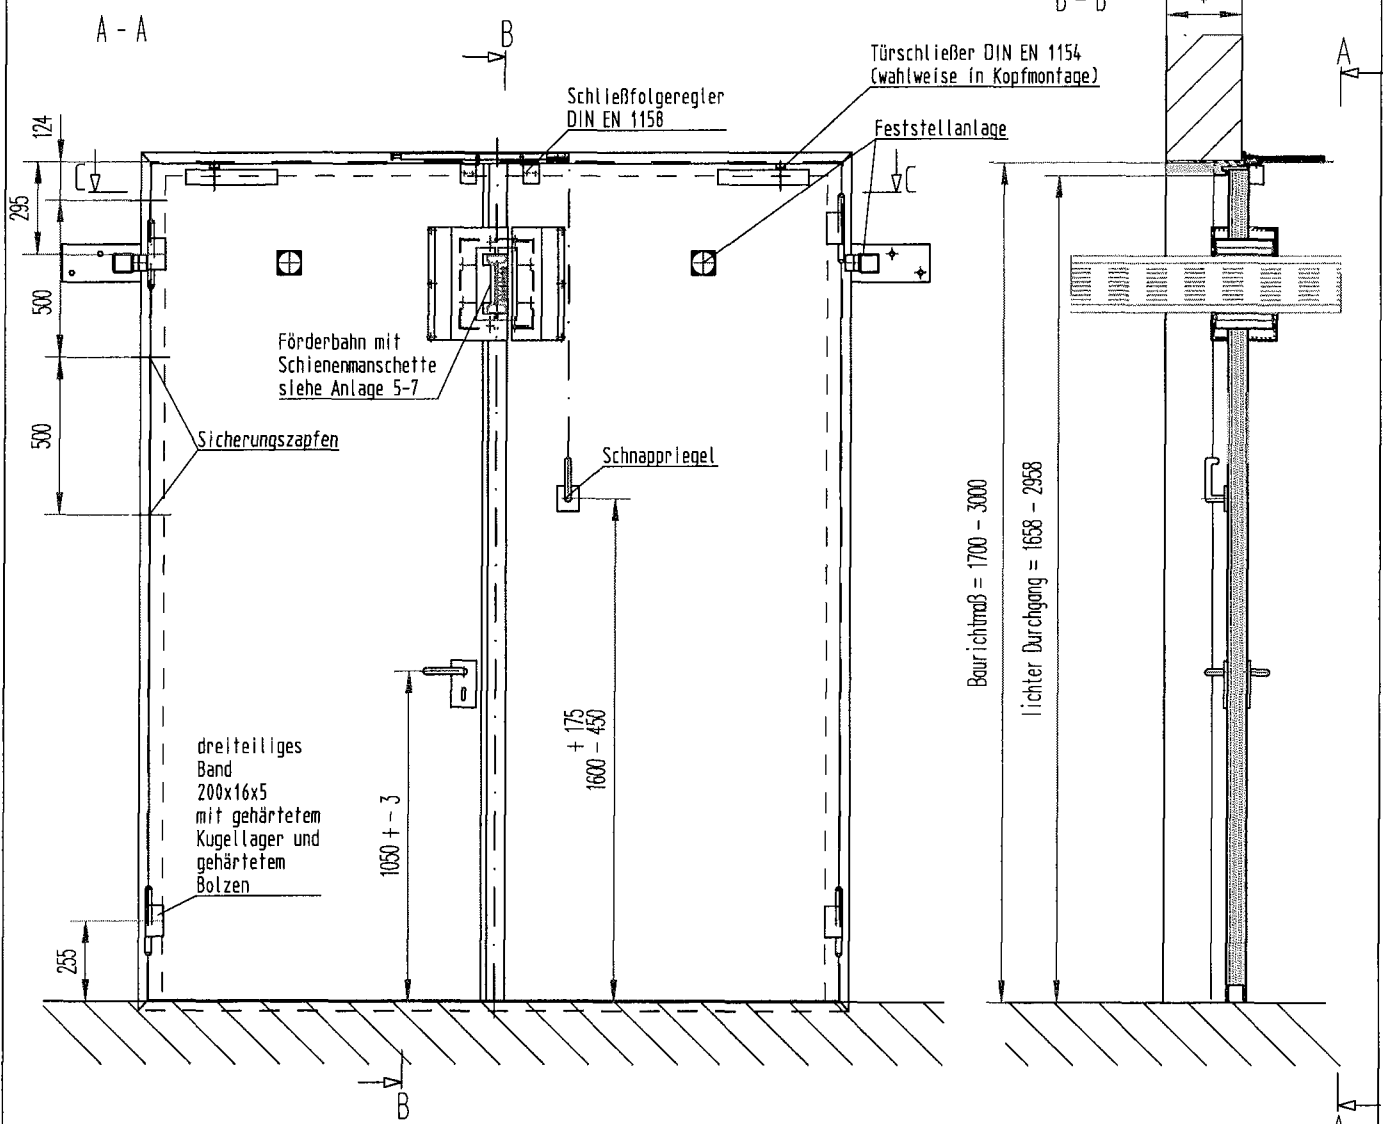 A - A
B
B - B
A
Türschließer DIN EN 1154
(wahlweise in Kopfmontage)
Schließfolgeregler
DIN EN 1158
Feststellanlage
124
C
C
295
500
Förderbahn mit
Schienenmanschette
siehe Anlage 5-7
500
Sicherungszapfen
Schnappriegel
Baurichtmaß = 1700 - 3000
lichter Durchgang = 1658 - 2958
+ 175
1600 - 450
1050 + - 3
dreiteiliges
Band
200x16x5
mit gehärtetem
Kugellager und
gehärtetem
Bolzen
255
B
A